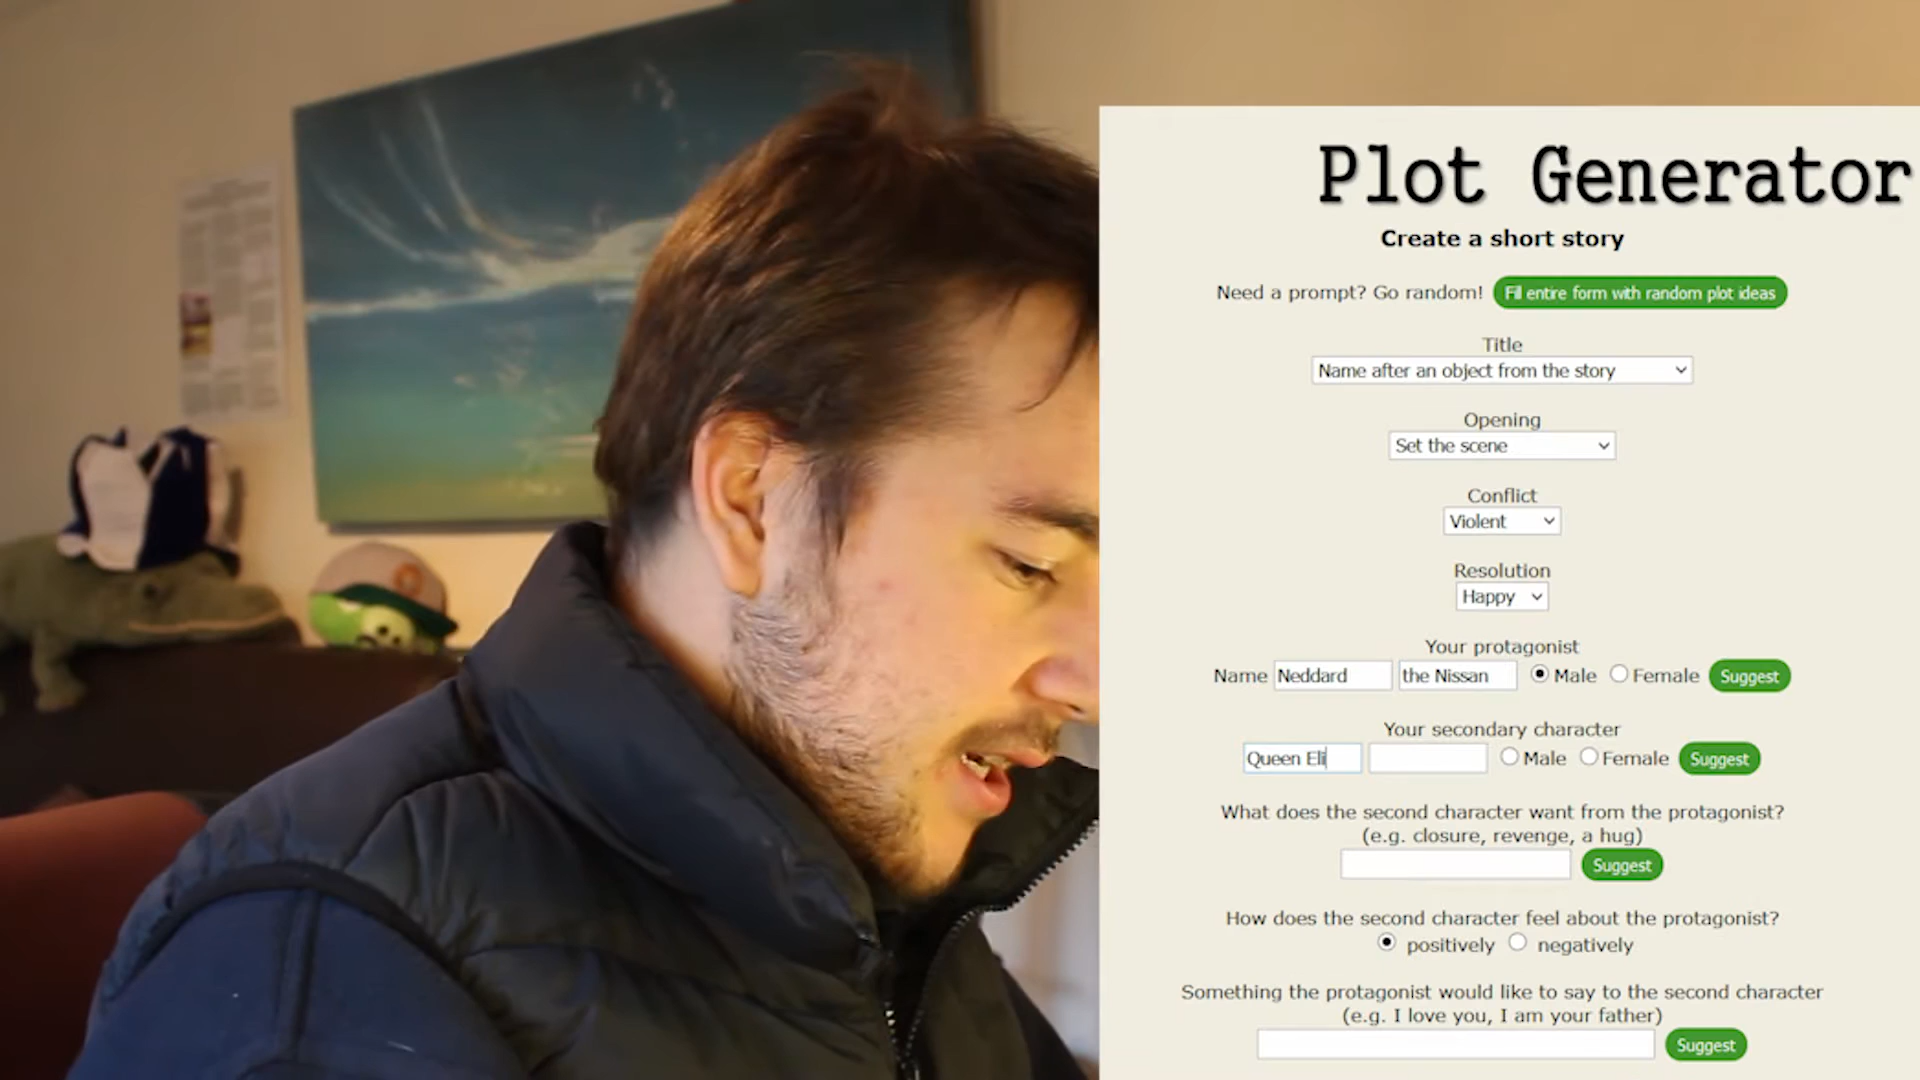 Plot Generator
Create a short story
Need a prompt? Go random! Fill entire form with random plot ideas
Title
Name after an object from the story
Opening
Set the scene
Conflict
Violent
Resolution
Happy
Your protagonist
Name Neddard the Nissan Male Female Suggest
Your secondary character
Queen Eli Male Female Suggest
What does the second character want from the protagonist?
(e.g. closure, revenge, a hug)
Suggest
How does the second character feel about the protagonist?
positively negatively
Something the protagonist would like to say to the second character
(e.g. I love you, I am your father)
Suggest